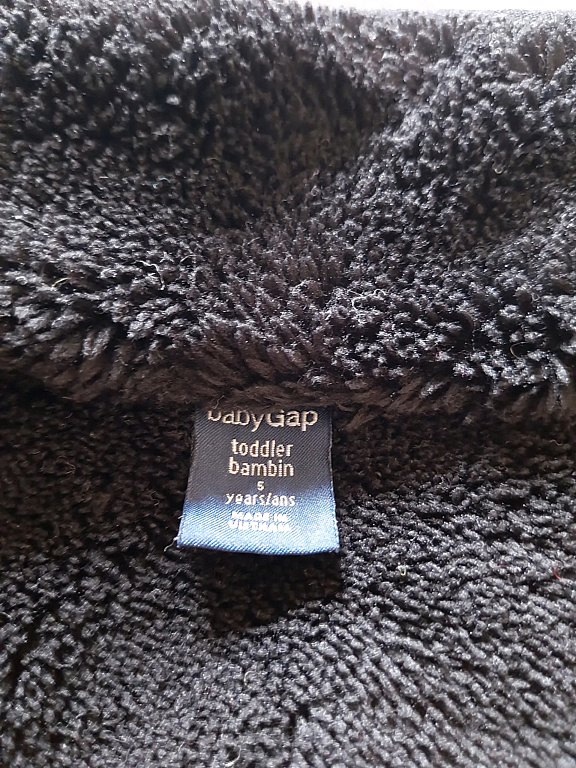 babyGap
toddler
bambin
5
years/ans
MADE IN
VIETNAM